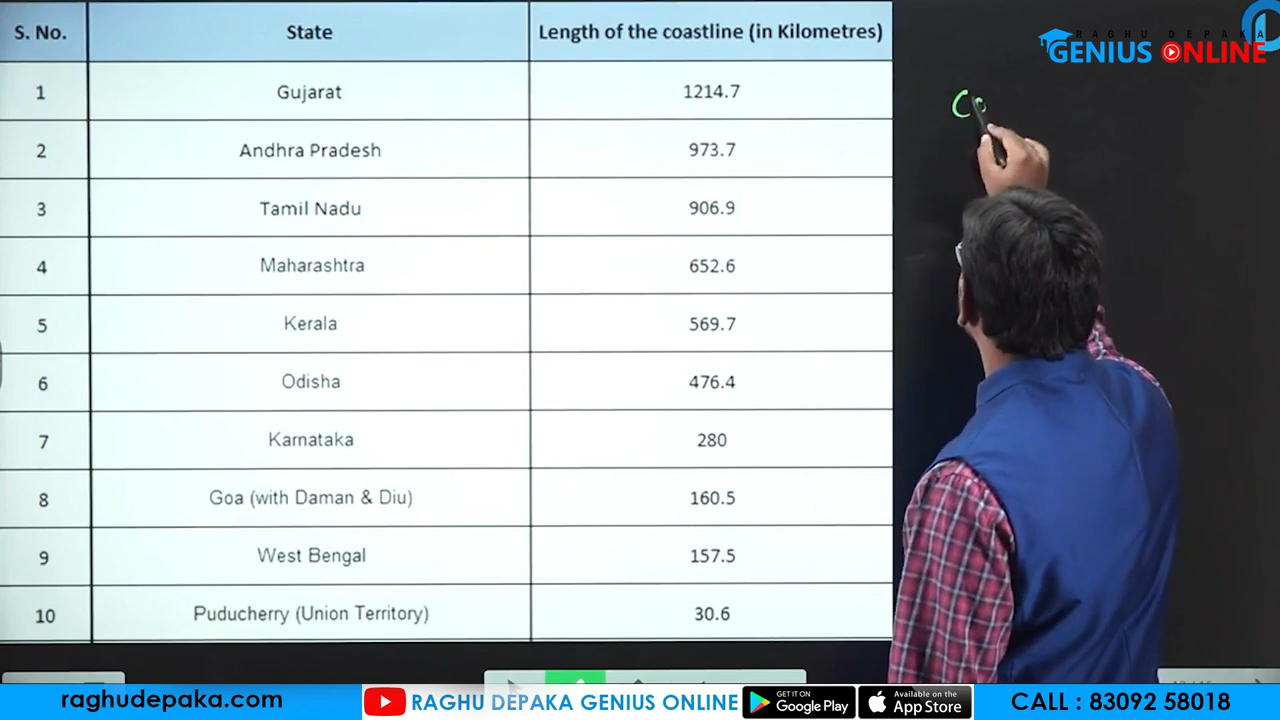 S. No. State Length of the coastline (in Kilometres)
1 Gujarat 1214.7
2 Andhra Pradesh 973.7
3 Tamil Nadu 906.9
4 Maharashtra 652.6
5 Kerala 569.7
6 Odisha 476.4
7 Karnataka 280
8 Goa (with Daman & Diu) 160.5
9 West Bengal 157.5
10 Puducherry (Union Territory) 30.6
RAGHU DEPAKA
GENIUS ONLINE
Co
raghudepaka.com RAGHU DEPAKA GENIUS ONLINE GET IT ON Google Play Available on the App Store CALL : 83092 58018